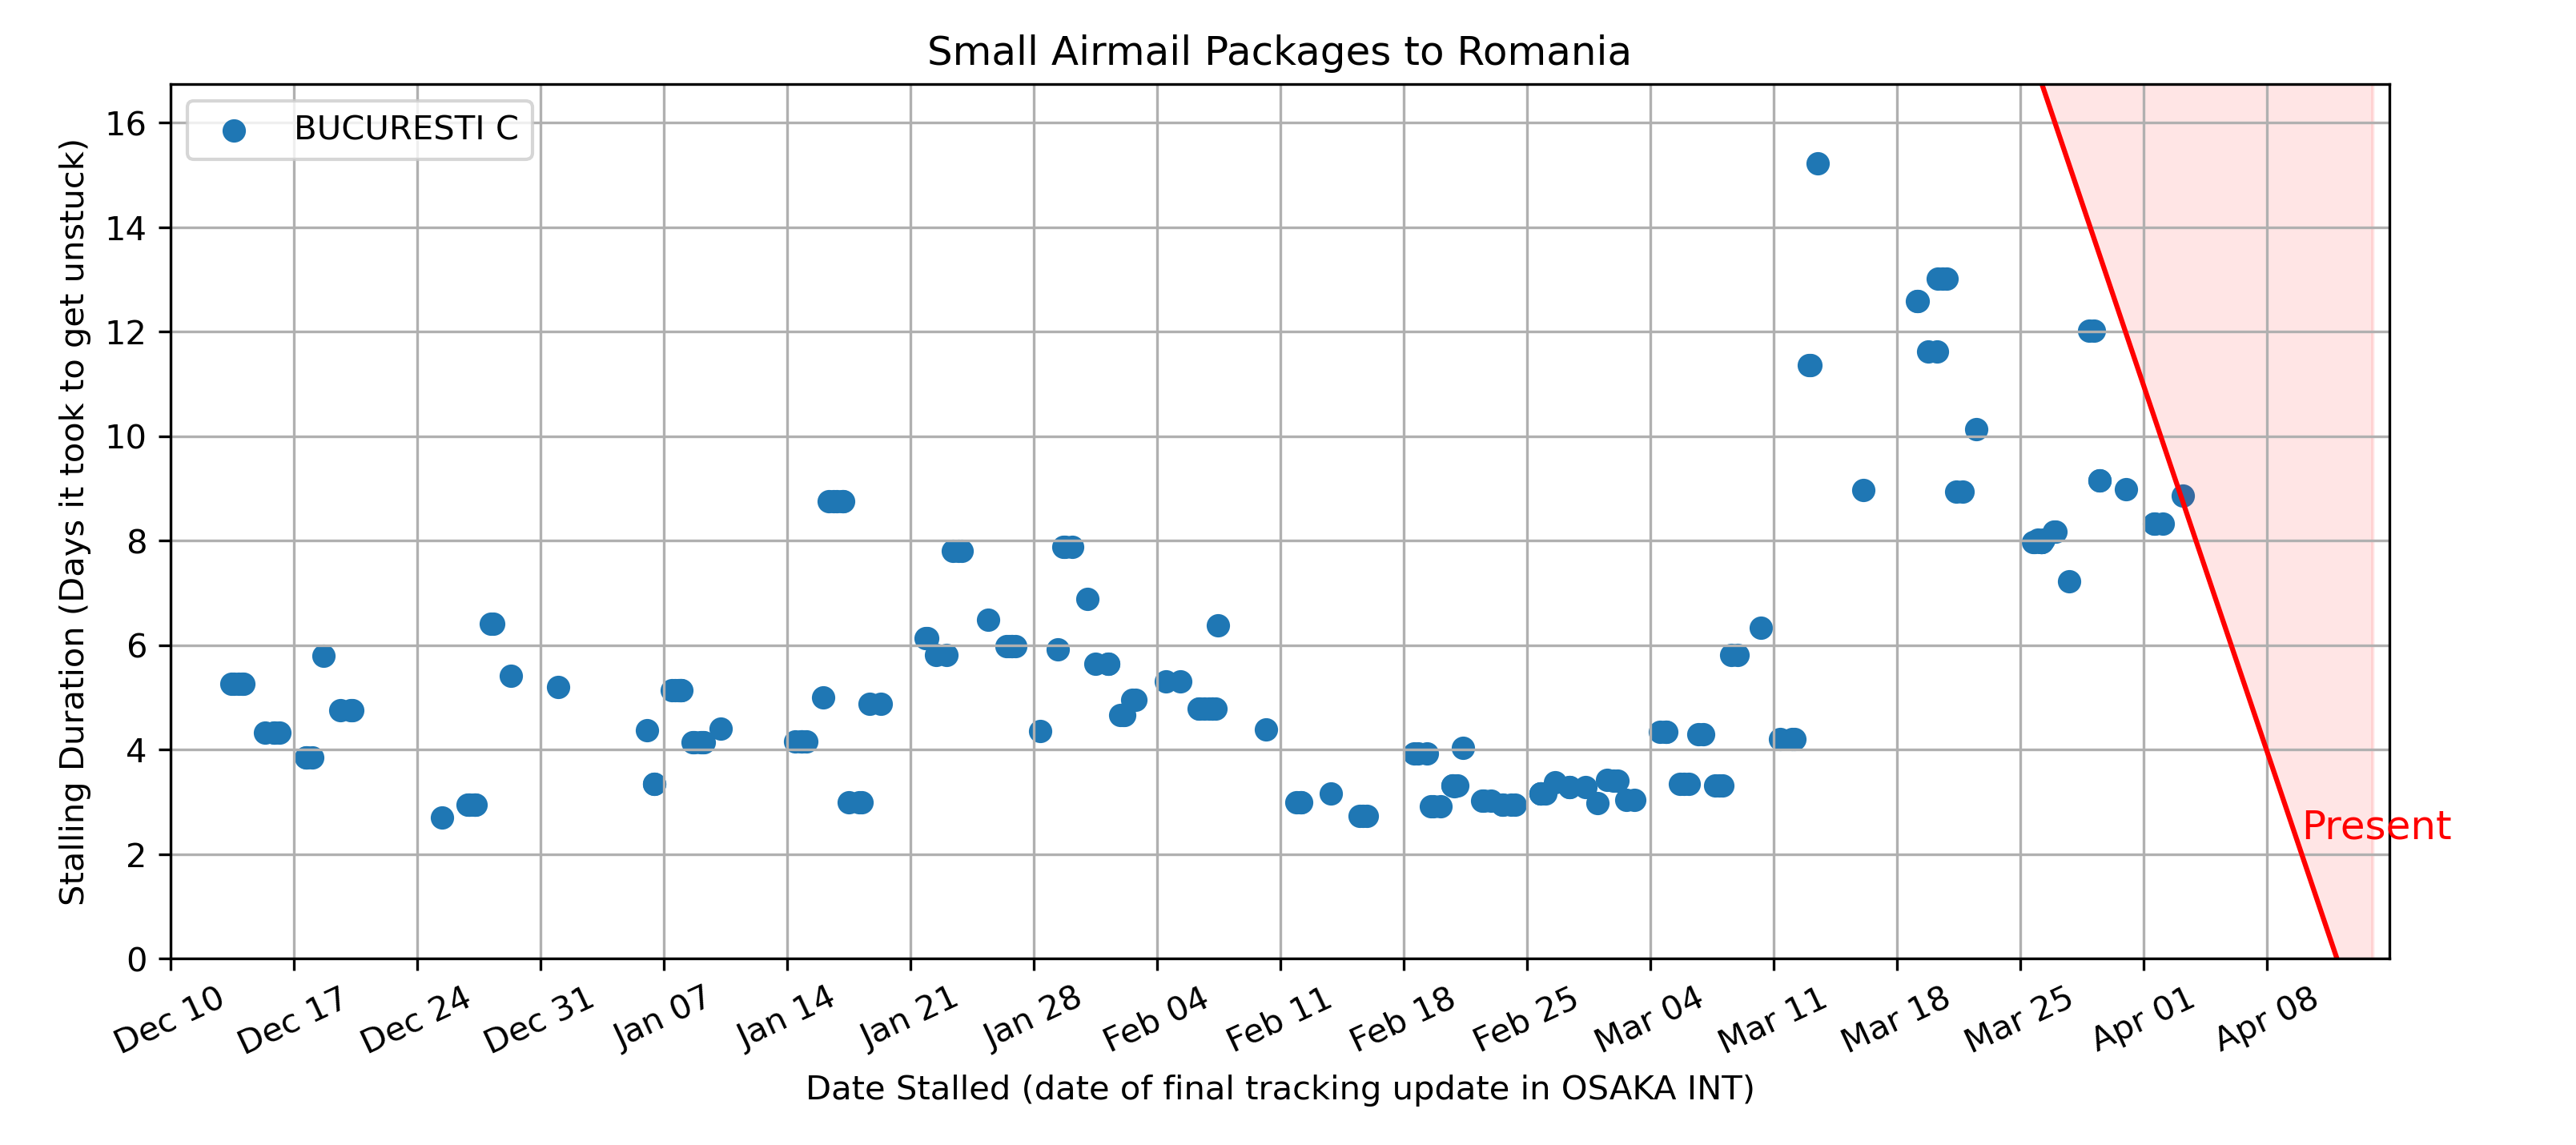 Small Airmail Packages to Romania
BUCURESTI C
Stalling Duration (Days it took to get unstuck)
16
14
12
10
8
6
4
2
0
Present
Dec 10 Dec 17 Dec 24 Dec 31 Jan 07 Jan 14 Jan 21 Jan 28 Feb 04 Feb 11 Feb 18 Feb 25 Mar 04 Mar 11 Mar 18 Mar 25 Apr 01 Apr 08
Date Stalled (date of final tracking update in OSAKA INT)